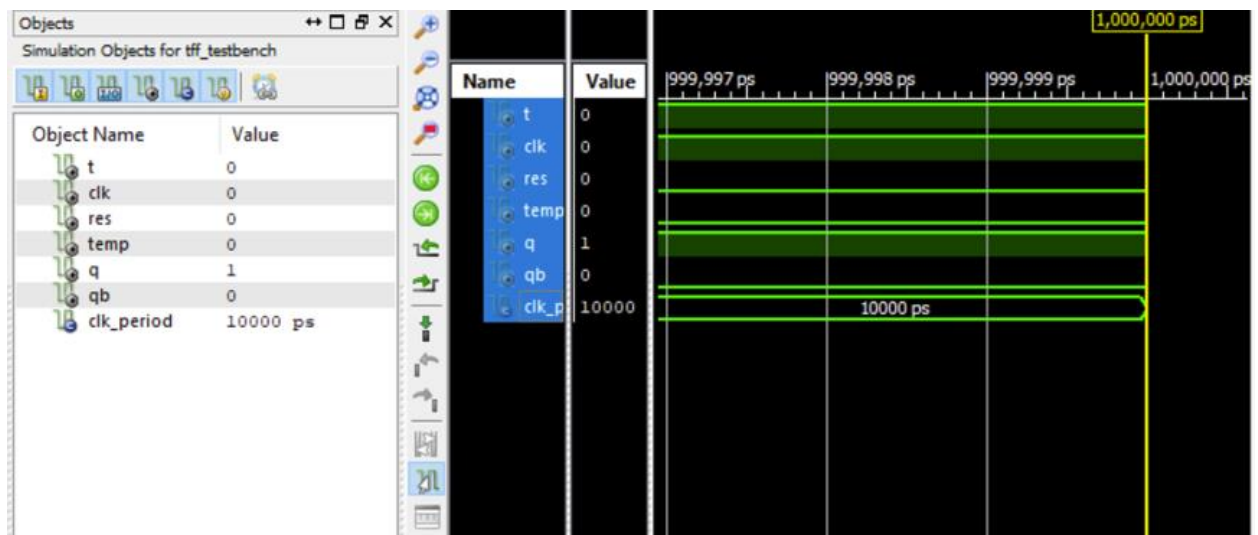 Objects
Simulation Objects for tff_testbench
Object Name Value
t 0
clk 0
res 0
temp 0
q 1
qb 0
clk_period 10000 ps
1,000,000 ps
Name Value
999,997 ps 999,998 ps 999,999 ps 1,000,000 ps
t 0
clk 0
res 0
temp 0
q 1
qb 0
clk_p 10000
10000 ps